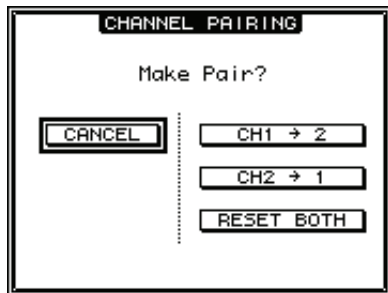 CHANNEL PAIRING
Make Pair?
CANCEL
CH1 → 2
CH2 → 1
RESET BOTH